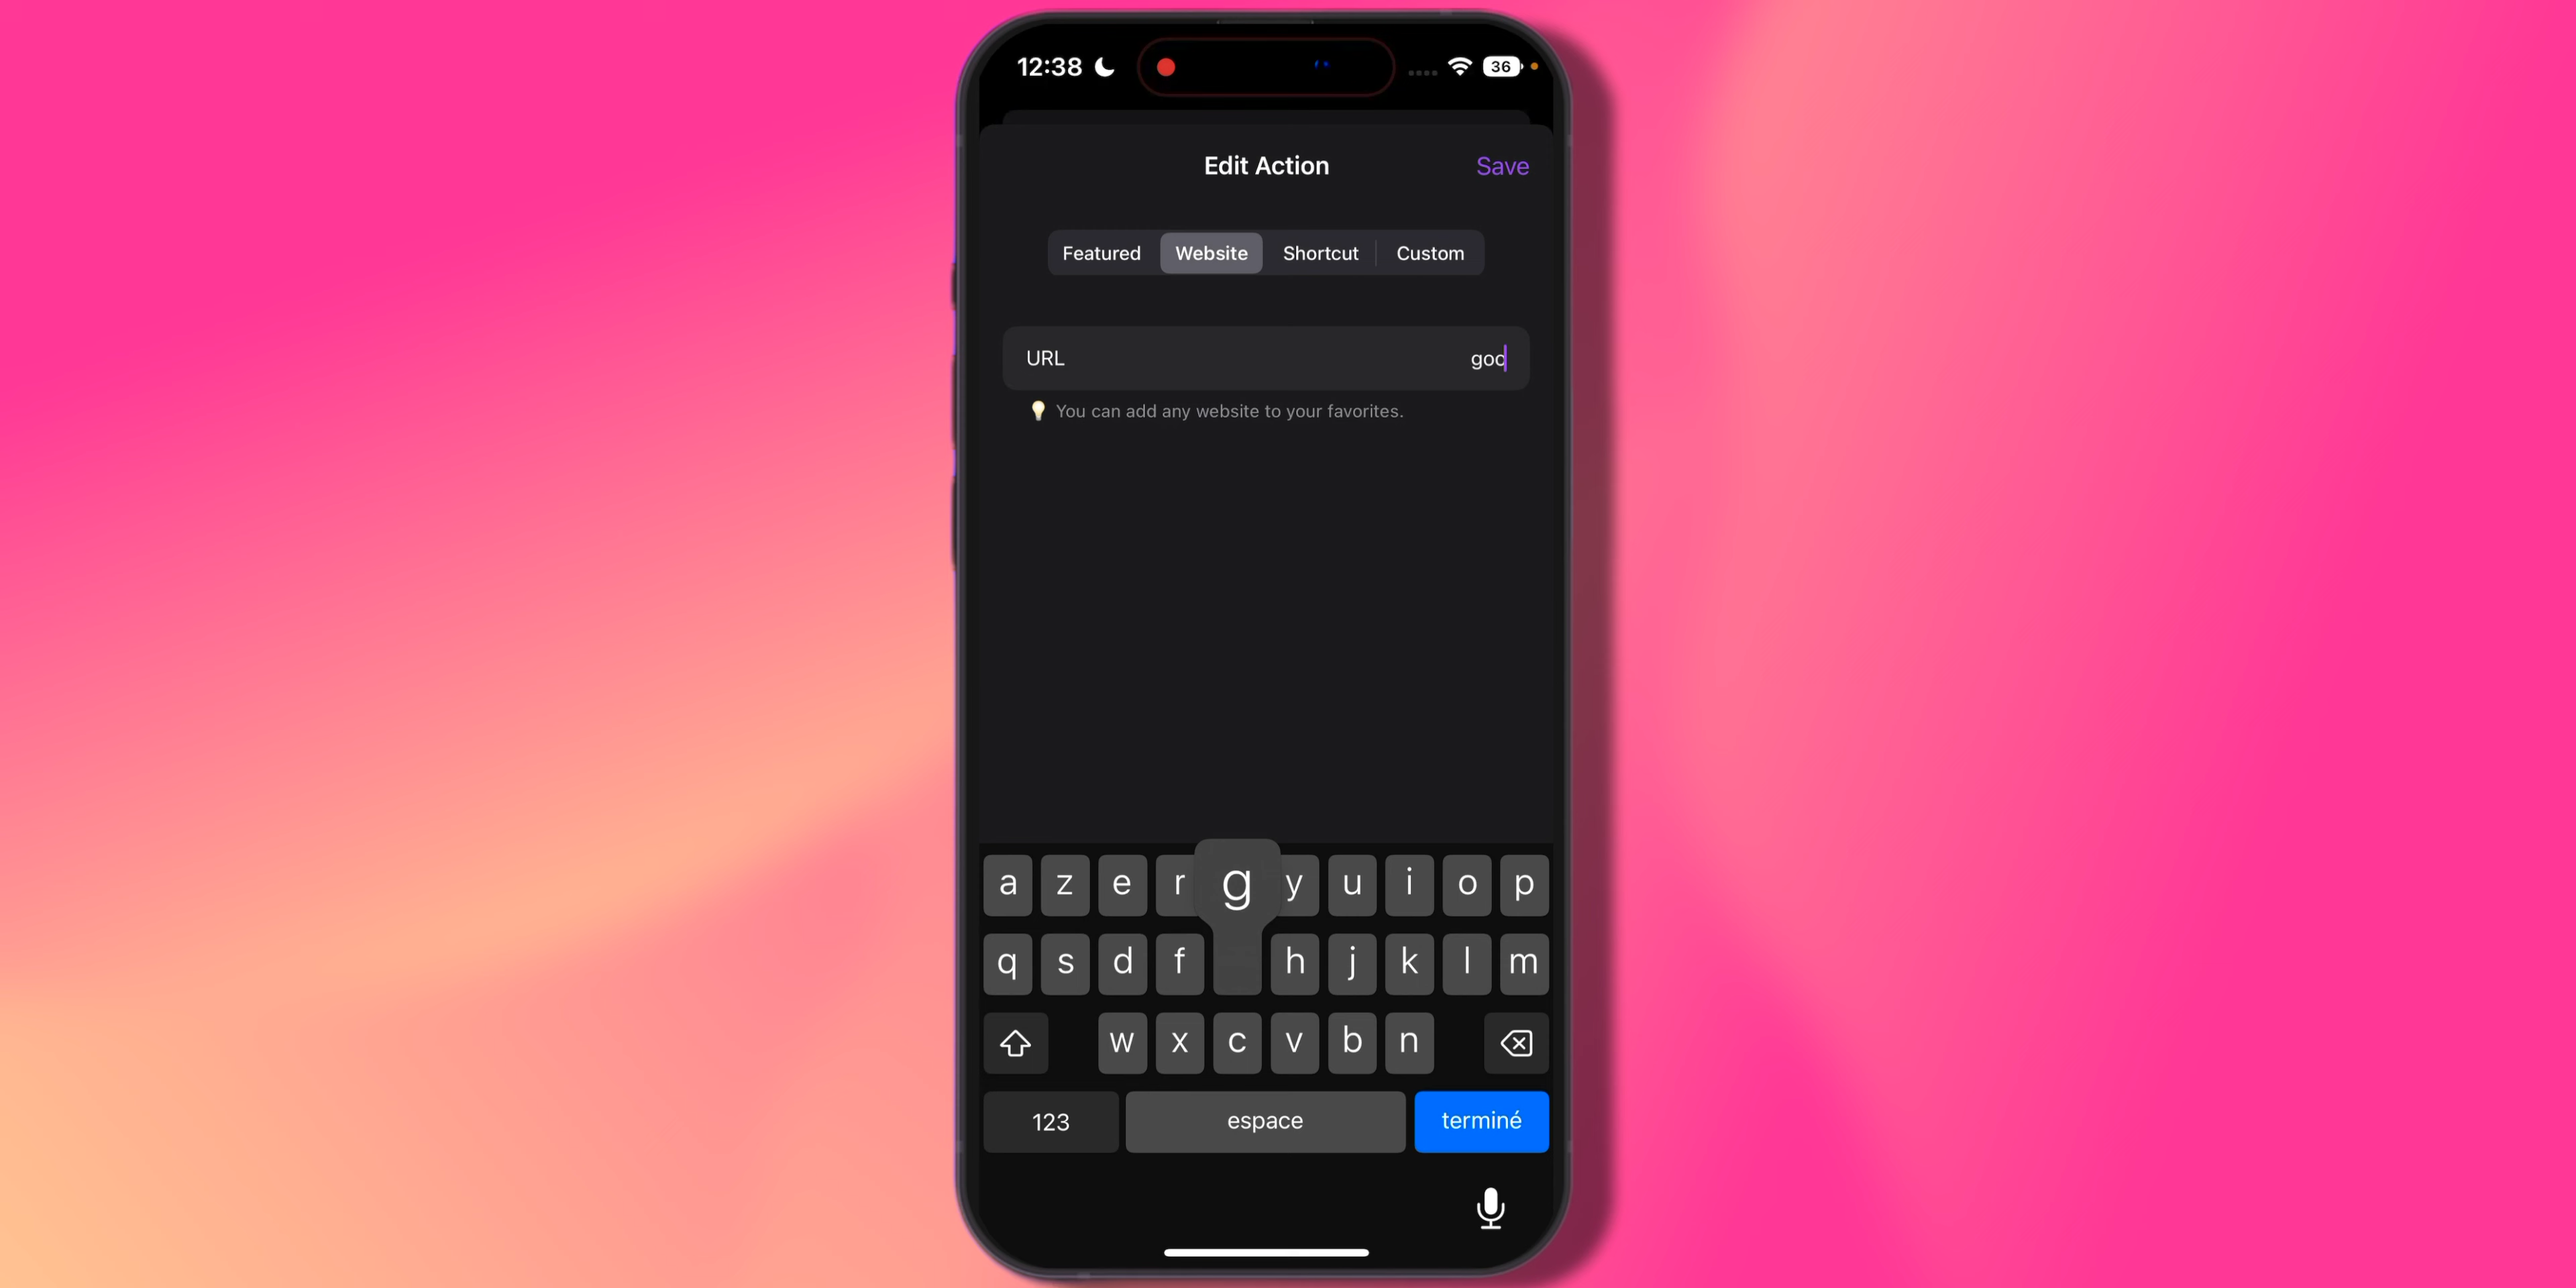 12:38
36
Edit Action
Save
Featured
Website
Shortcut
Custom
URL
goo
You can add any website to your favorites.
a z e r g y u i o p
q s d f h j k l m
w x c v b n
123
espace
terminé